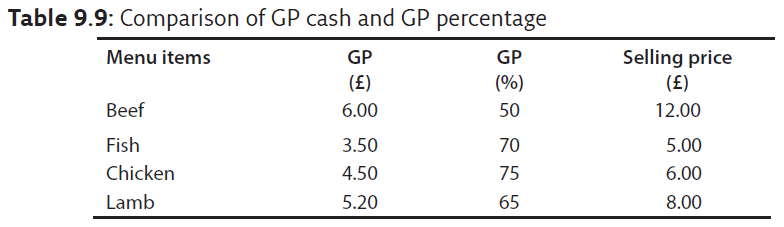 Table 9.9: Comparison of GP cash and GP percentage
Menu items GP GP Selling price
(£) (%) (£)
Beef 6.00 50 12.00
Fish 3.50 70 5.00
Chicken 4.50 75 6.00
Lamb 5.20 65 8.00